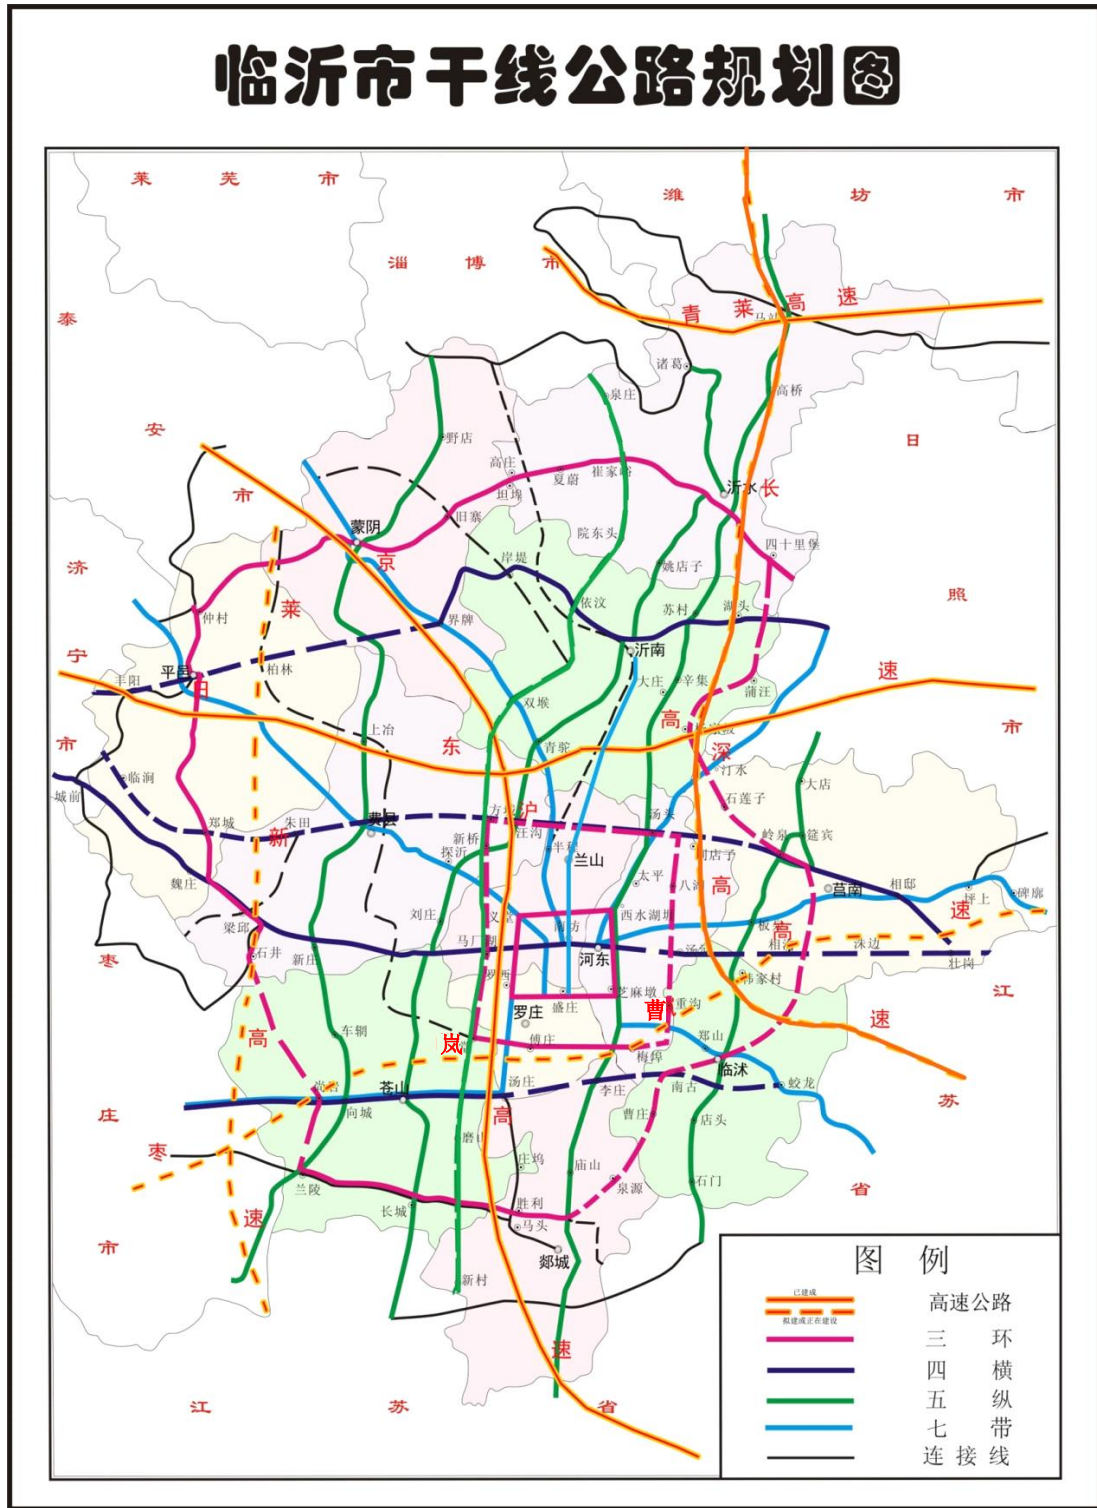 临沂市干线公路规划图
莱芜市
潍坊市
淄博市
泰
安
市
青莱高速
马站
诸葛
高桥
泉庄
日
照
市
野店
高庄
坦埠
夏蔚
崔家峪
沂水
长
深
高
速
蒙阴
旧寨
院东头
四十里堡
京
沪
高
速
岸堤
姚店子
济
宁
市
莱
新
高
速
仲村
界牌
依汶
苏村
湖头
沂南
平邑
柏林
丰阳
日
东
高
速
大庄
辛集
蒲汪
双堠
上冶
青驼
汀水
石莲子
大店
临涧
城前
郑城
朱田
费县
方城
汪沟
新桥
探沂
半程
兰山
汤头
岭泉
筵宾
太平
八湖
莒南
相邸
坪上
碑廓
魏庄
刘庄
义堂
西水湖
梁邱
石井
新庄
马厂湖
河东
洙边
壮岗
枣
庄
市
罗庄
盛庄
芝麻墩
韩家村
重沟
岚
曹
高
速
车辋
傅庄
梅埠
郑山
临沭
江
苏
省
尚岩
苍山
汤庄
李庄
南古
蛟龙
向城
曹庄
店头
枣
磨山
庄坞
庙山
泉源
石门
兰陵
长城
胜利
马头
郯城
新村
江苏省
图例
已建成
高速公路
拟建或正在建设
三环
四横
五纵
七带
连接线